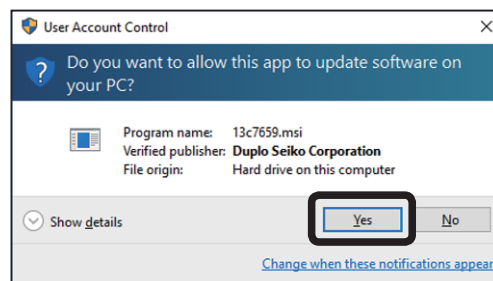 User Account Control
Do you want to allow this app to update software on
your PC?
Program name: 13c7659.msi
Verified publisher: Duplo Seiko Corporation
File origin: Hard drive on this computer
Show details
Yes
No
Change when these notifications appear